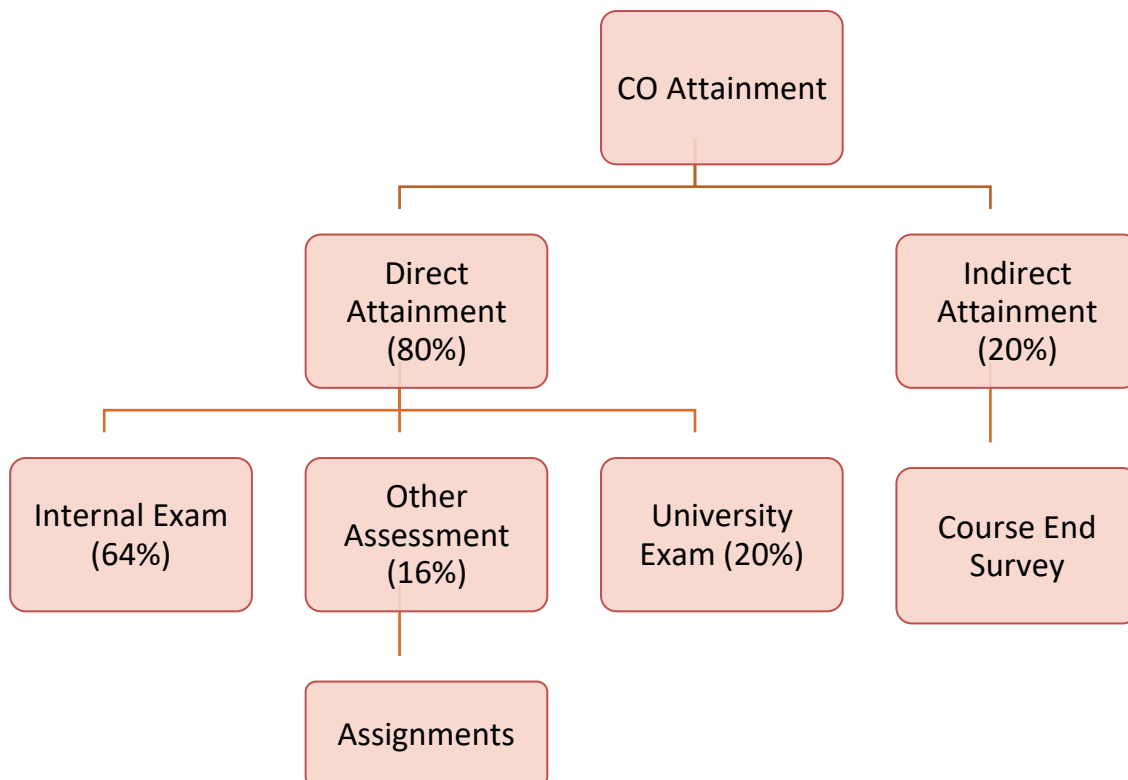 CO Attainment
Direct
Attainment
(80%)
Indirect
Attainment
(20%)
Internal Exam
(64%)
Other
Assessment
(16%)
University
Exam (20%)
Course End
Survey
Assignments